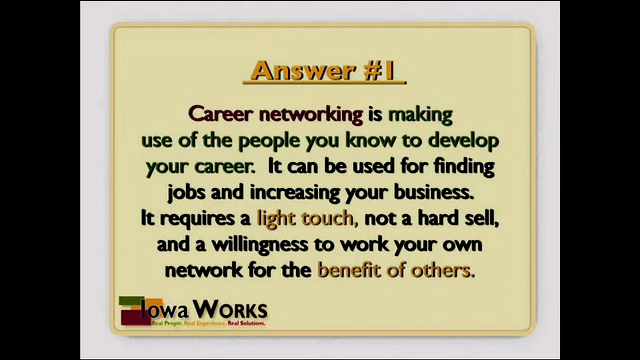 Answer #1
Career networking is making
use of the people you know to develop
your career. It can be used for finding
jobs and increasing your business.
It requires a light touch, not a hard sell,
and a willingness to work your own
network for the benefit of others.
Iowa WORKS
Real People. Real Experience. Real Solutions.